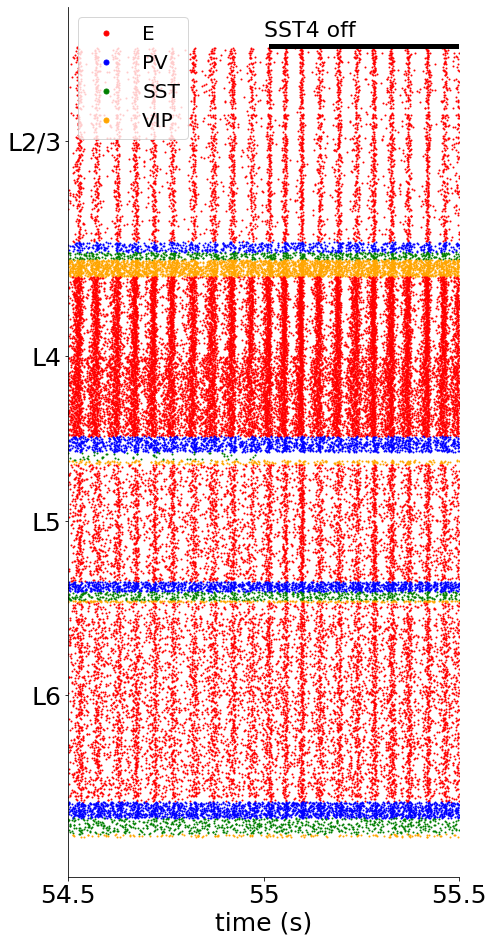 SST4 off
E
PV
SST
VIP
L2/3
L4
L5
L6
54.5
55
55.5
time (s)